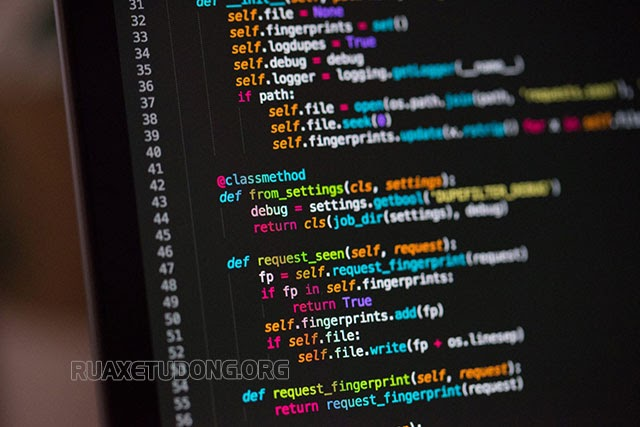 31 def __init__(self,
32 self.file = None
33 self.fingerprints = set()
34 self.logdupes = True
35 self.debug = debug
36 self.logger = logging.getLogger(__name__)
37 if path:
38 self.file = open(os.path.join(path, 'requests.seen'),
39 self.file.seek(0)
40 self.fingerprints.update(x.rstrip() for x in self.file
41
42 @classmethod
43 def from_settings(cls, settings):
44 debug = settings.getbool('DUPEFILTER_DEBUG')
45 return cls(job_dir(settings), debug)
46
47 def request_seen(self, request):
48 fp = self.request_fingerprint(request)
49 if fp in self.fingerprints:
50 return True
51 self.fingerprints.add(fp)
52 if self.file:
self.file.write(fp + os.linesep)
RUAXETUDONG.ORG
54
55 def request_fingerprint(self, request):
56 return request_fingerprint(request)